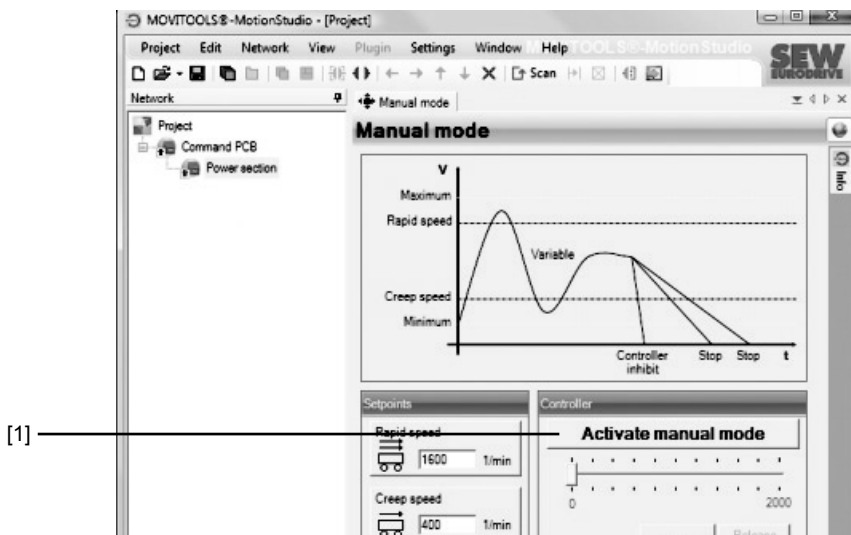 MOVITOOLS®-MotionStudio - [Project]
Project Edit Network View Plugin Settings Window Help
SEW
EURODRIVE
Scan
Network
Manual mode
Project
Command PCB
Power section
Manual mode
Info
V
Maximum
Rapid speed
Variable
Creep speed
Minimum
Controller inhibit
Stop
Stop
t
Setpoints
Controller
[1]
Rapid speed
Activate manual mode
1600 1/min
0
2000
Creep speed
400 1/min
Release